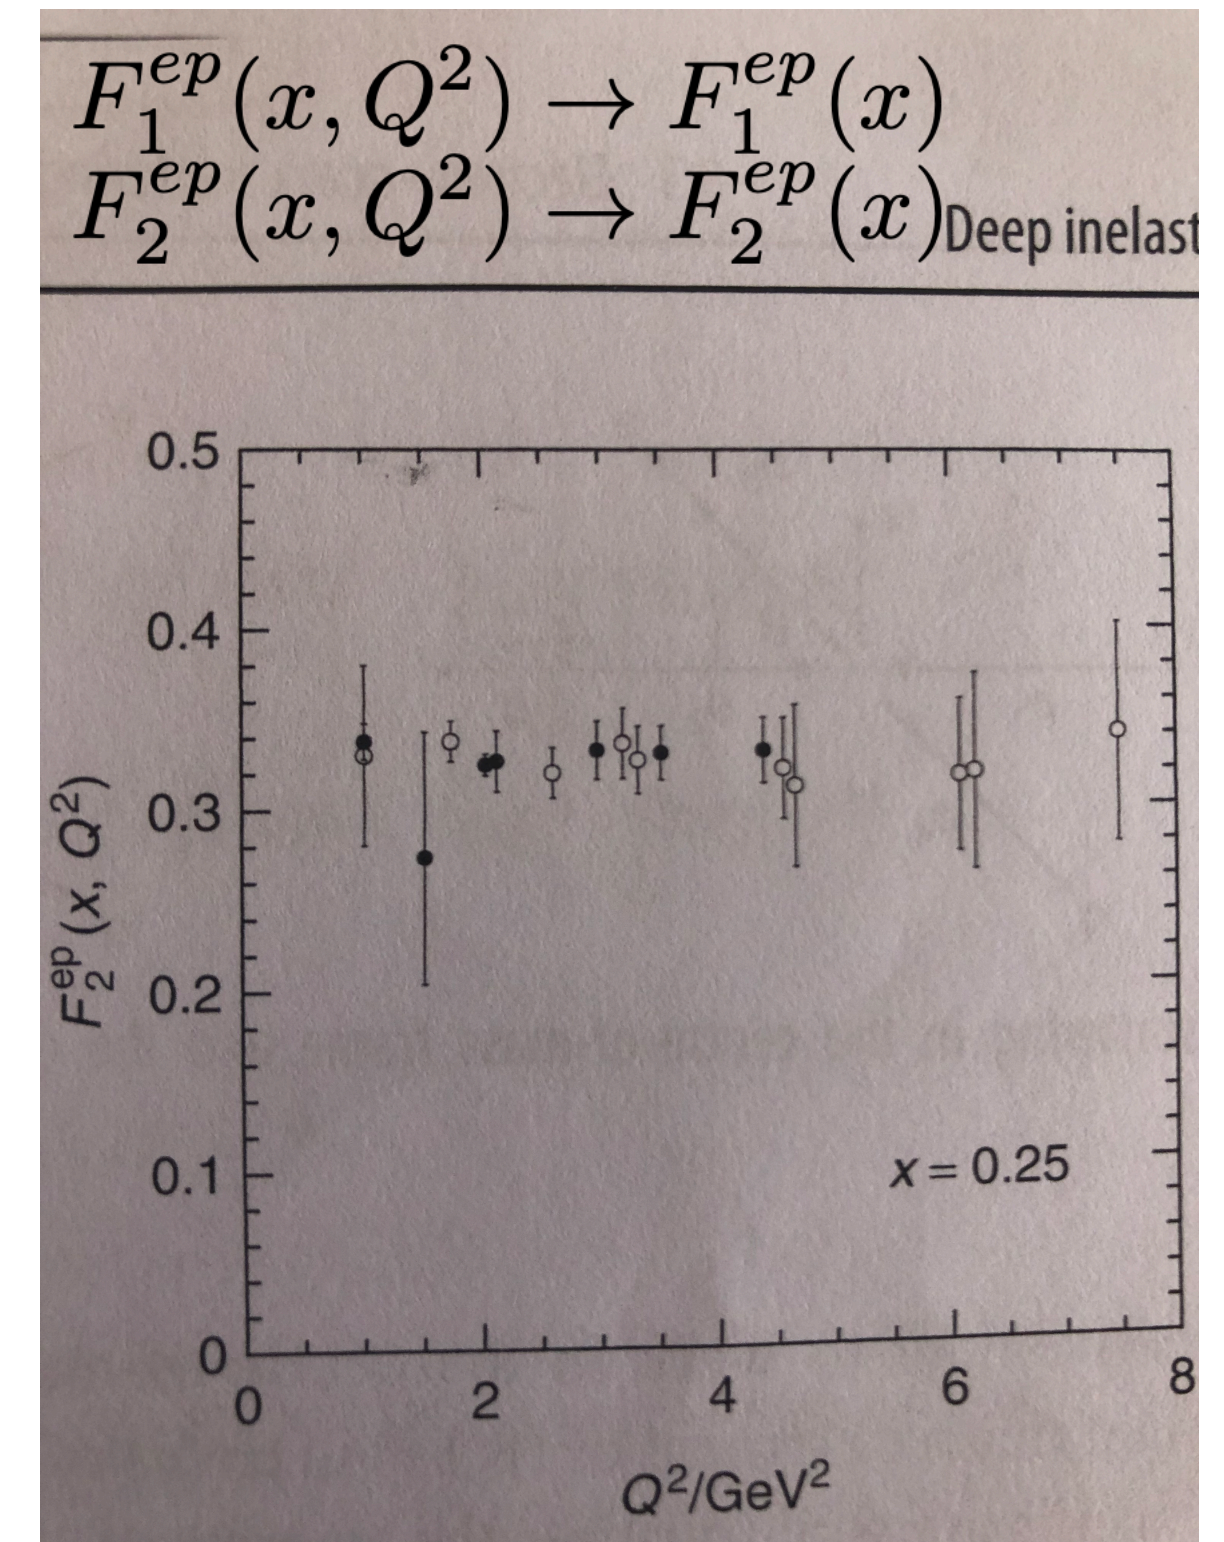 F_1^{ep}(x, Q^2) → F_1^{ep}(x)
F_2^{ep}(x, Q^2) → F_2^{ep}(x) Deep inelast
0.5
0.4
0.3
0.2
0.1
0
F_2^{ep}(x, Q^2)
x = 0.25
0 2 4 6 8
Q^2/GeV^2